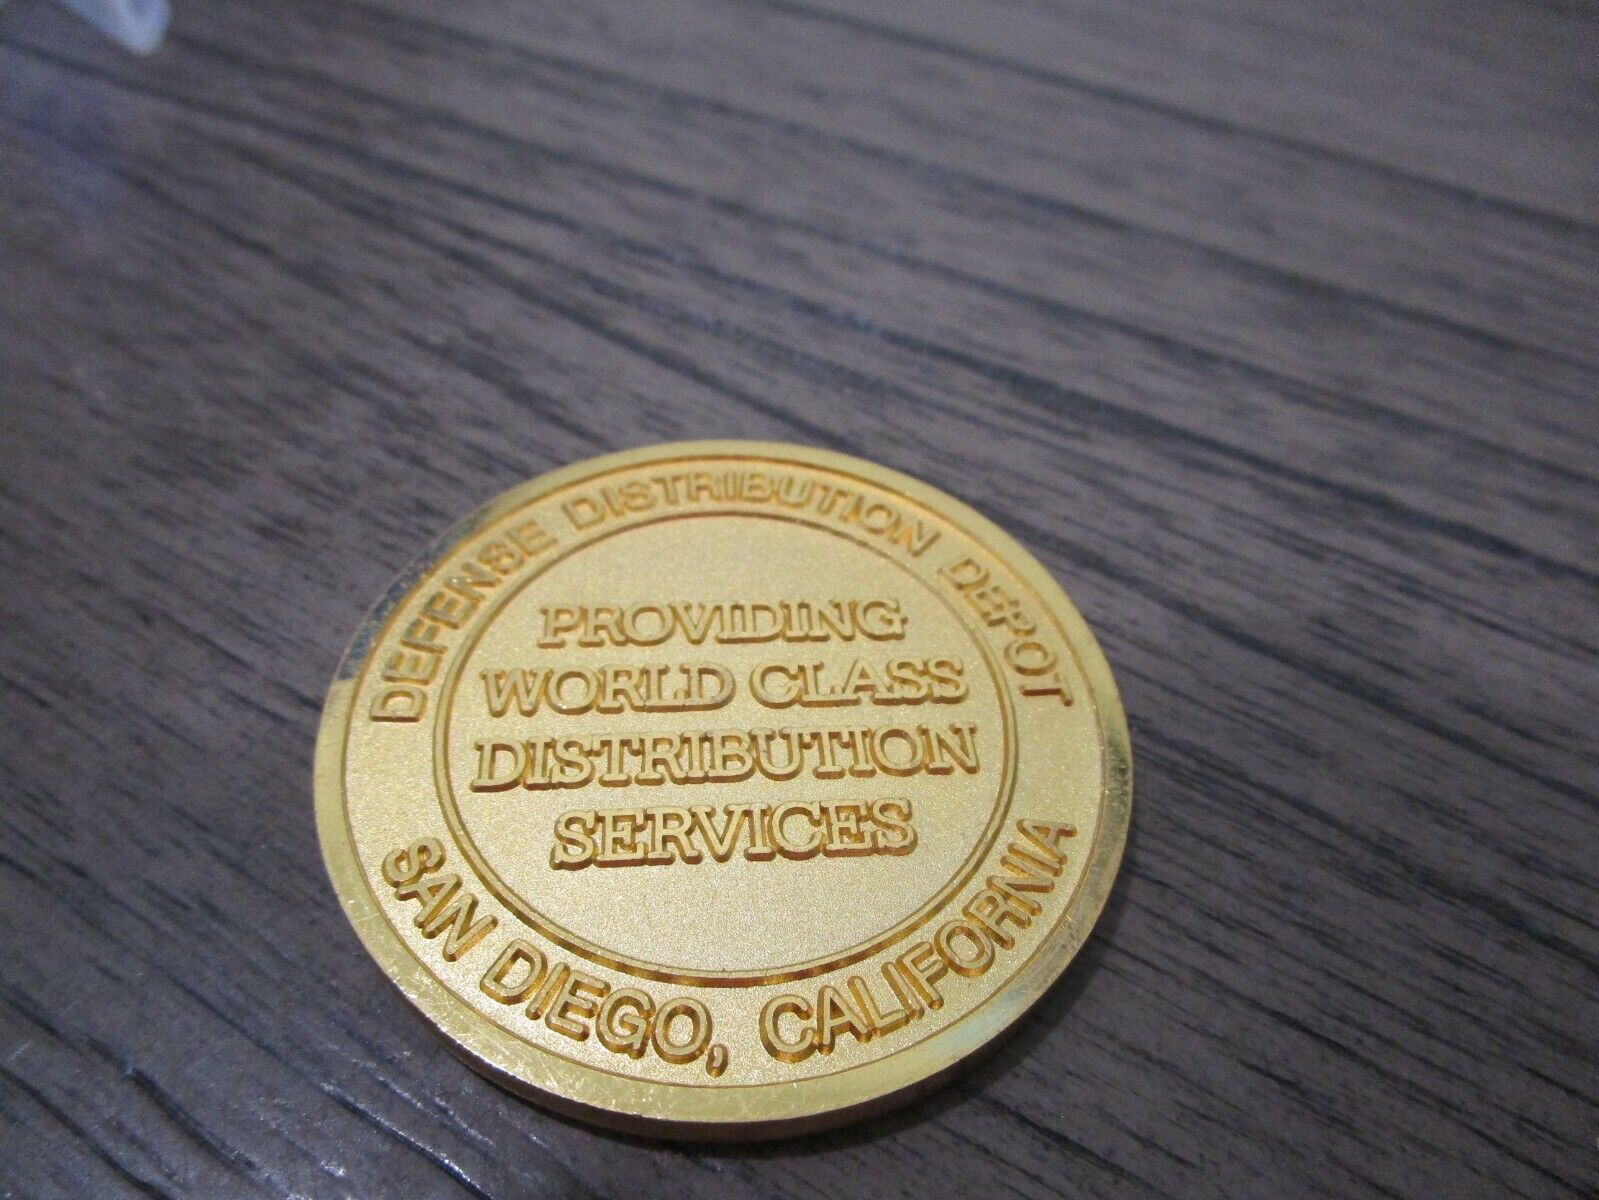 DEFENSE DISTRIBUTION DEPOT
PROVIDING
WORLD CLASS
DISTRIBUTION
SERVICES
SAN DIEGO, CALIFORNIA